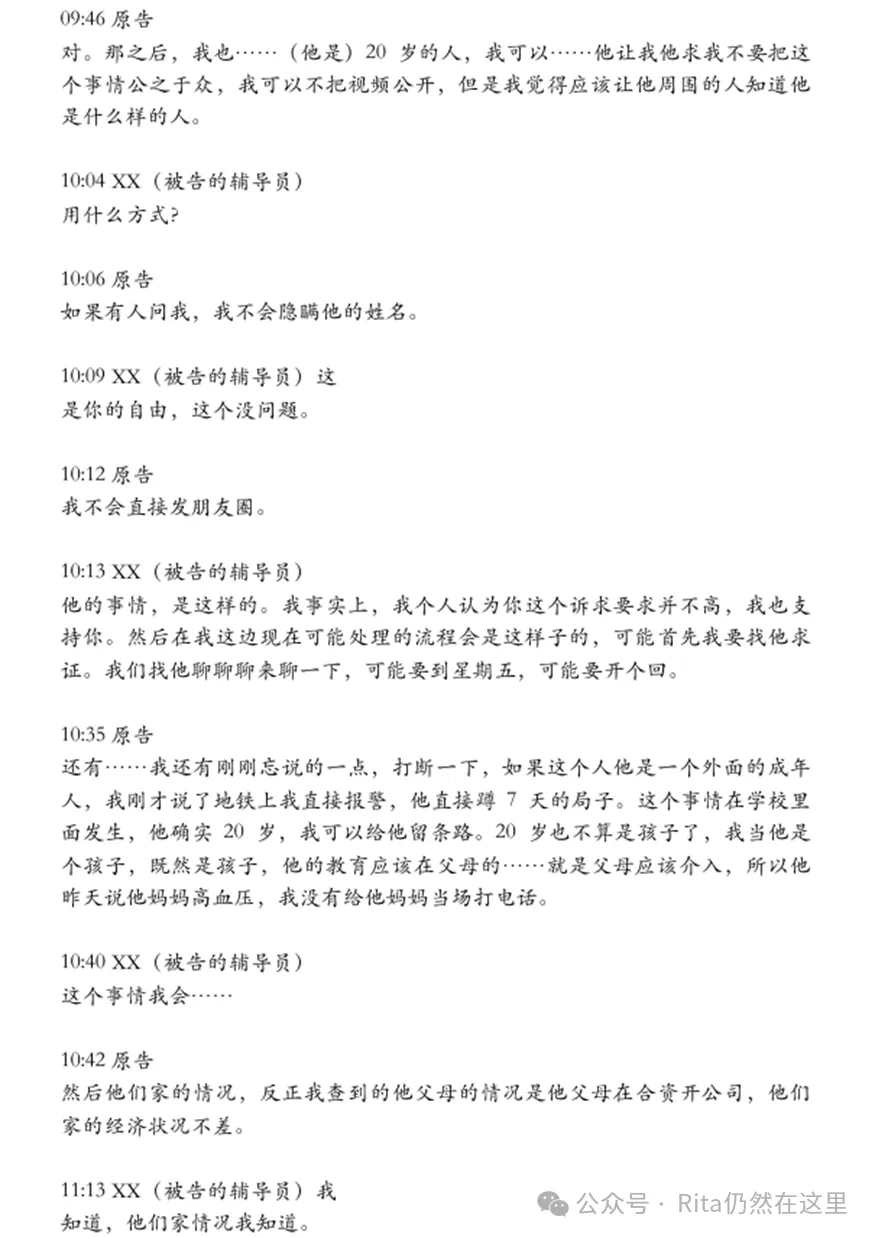 09:46 原告
对。那之后，我也……（他是）20 岁的人，我可以……他让我他求我不要把这
个事情公之于众，我可以不把视频公开，但是我觉得应该让他周围的人知道他
是什么样的人。
10:04 XX（被告的辅导员）
用什么方式？
10:06 原告
如果有人问我，我不会隐瞒他的姓名。
10:09 XX（被告的辅导员）这
是你的自由，这个没问题。
10:12 原告
我不会直接发朋友圈。
10:13 XX（被告的辅导员）
他的事情，是这样的。我事实上，我个人认为你这个诉求要求并不高，我也支
持你。然后在我这边现在可能处理的流程会是这样子的，可能首先我要找他求
证。我们找他聊聊聊来聊一下，可能要到星期五，可能要开个回。
10:35 原告
还有……我还有刚刚忘说的一点，打断一下，如果这个人他是一个外面的成年
人，我刚才说了地铁上我直接报警，他直接蹲 7 天的局子。这个事情在学校里
面发生，他确实 20 岁，我可以给他留条路。20 岁也不算是孩子了，我当他是
个孩子，既然是孩子，他的教育应该在父母的……就是父母应该介入，所以他
昨天说他妈妈高血压，我没有给他妈妈当场打电话。
10:40 XX（被告的辅导员）
这个事情我会……
10:42 原告
然后他们家的情况，反正我查到的他父母的情况是他父母在合资开公司，他们
家的经济状况不差。
11:13 XX（被告的辅导员）我
知道，他们家情况我知道。
公众号 · Rita仍然在这里